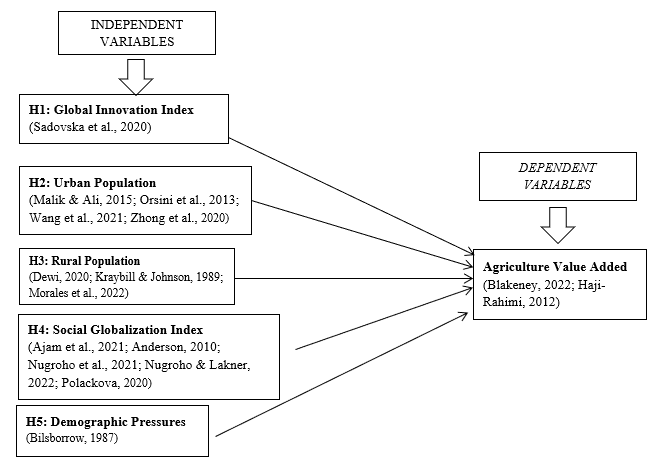 INDEPENDENT
VARIABLES
H1: Global Innovation Index
(Sadovska et al., 2020)
H2: Urban Population
(Malik & Ali, 2015; Orsini et al., 2013;
Wang et al., 2021; Zhong et al., 2020)
H3: Rural Population
(Dewi, 2020; Kraybill & Johnson, 1989;
Morales et al., 2022)
H4: Social Globalization Index
(Ajam et al., 2021; Anderson, 2010;
Nugroho et al., 2021; Nugroho & Lakner,
2022; Polackova, 2020)
H5: Demographic Pressures
(Bilsborrow, 1987)
DEPENDENT
VARIABLES
Agriculture Value Added
(Blakeney, 2022; Haji-
Rahimi, 2012)